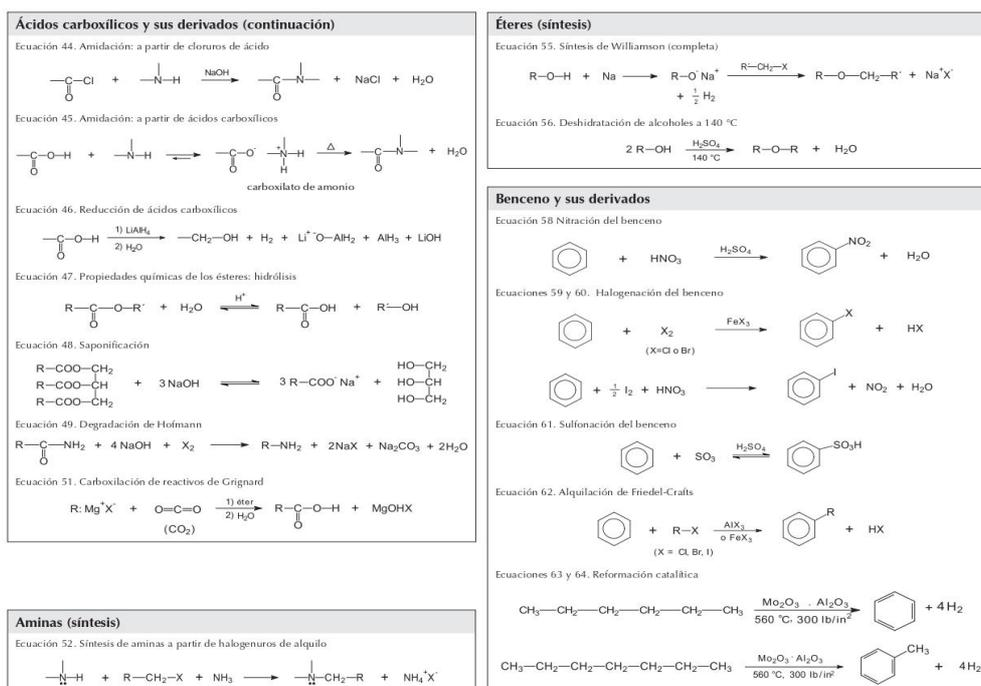 Ácidos carboxílicos y sus derivados (continuación)
Ecuación 44. Amidación: a partir de cloruros de ácido
—C—Cl + —N—H NaOH —C—N— + NaCl + H₂O
O O
Ecuación 45. Amidación: a partir de ácidos carboxílicos
—C—O—H + —N—H —C—O⁻ —N⁺—H Δ —C—N— + H₂O
O O H O
carboxilato de amonio
Ecuación 46. Reducción de ácidos carboxílicos
—C—O—H 1) LiAlH₄ —CH₂—OH + H₂ + Li⁺⁻O—AlH₂ + AlH₃ + LiOH
O 2) H₂O
Ecuación 47. Propiedades químicas de los ésteres: hidrólisis
R—C—O—R´ + H₂O H⁺ R—C—OH + R´—OH
O O
Ecuación 48. Saponificación
R—COO—CH₂ HO—CH₂
R—COO—CH + 3 NaOH 3 R—COO⁻Na⁺ + HO—CH
R—COO—CH₂ HO—CH₂
Ecuación 49. Degradación de Hofmann
R—C—NH₂ + 4 NaOH + X₂ R—NH₂ + 2NaX + Na₂CO₃ + 2H₂O
O
Ecuación 51. Carboxilación de reactivos de Grignard
R: Mg⁺X⁻ + O=C=O 1) éter R—C—O—H + MgOHX
(CO₂) 2) H₂O O
Aminas (síntesis)
Ecuación 52. Síntesis de aminas a partir de halogenuros de alquilo
—N—H + R—CH₂—X + NH₃ —N—CH₂—R + NH₄⁺X⁻
Éteres (síntesis)
Ecuación 55. Síntesis de Williamson (completa)
R—O—H + Na R—O⁻Na⁺ R´—CH₂—X R—O—CH₂—R´ + Na⁺X⁻
+ ½ H₂
Ecuación 56. Deshidratación de alcoholes a 140 °C
2 R—OH H₂SO₄ R—O—R + H₂O
140 °C
Benceno y sus derivados
Ecuación 58 Nitración del benceno
+ HNO₃ H₂SO₄ NO₂ + H₂O
Ecuaciones 59 y 60. Halogenación del benceno
+ X₂ FeX₃ X + HX
(X=Cl o Br)
+ ½ I₂ + HNO₃ I + NO₂ + H₂O
Ecuación 61. Sulfonación del benceno
+ SO₃ H₂SO₄ SO₃H
Ecuación 62. Alquilación de Friedel-Crafts
+ R—X AlX₃ R + HX
o FeX₃
(X = Cl, Br, I)
Ecuaciones 63 y 64. Reformación catalítica
CH₃—CH₂—CH₂—CH₂—CH₂—CH₃ Mo₂O₃ . Al₂O₃ + 4H₂
560 °C, 300 lb/in²
CH₃—CH₂—CH₂—CH₂—CH₂—CH₂—CH₃ Mo₂O₃ · Al₂O₃ CH₃ + 4H₂
560 °C, 300 lb/in²